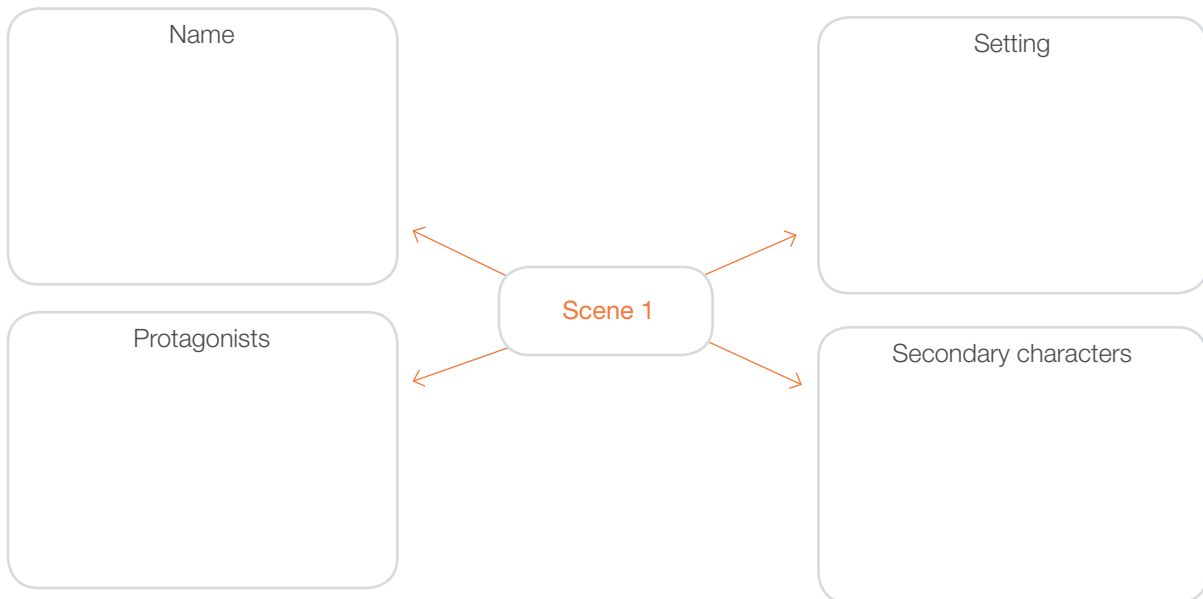 Name
Setting
Scene 1
Protagonists
Secondary characters